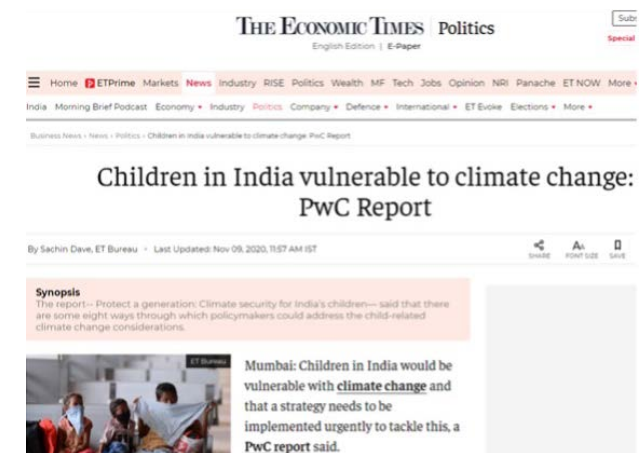 THE ECONOMIC TIMES | Politics
Subs
English Edition | E-Paper
Special
Home ETPrime Markets News Industry RISE Politics Wealth MF Tech Jobs Opinion NRI Panache ET NOW More
India Morning Brief Podcast Economy Industry Politics Company Defence International ET Evoke Elections More
Business News › News › Politics › Children in India vulnerable to climate change: PwC Report
Children in India vulnerable to climate change:
PwC Report
By Sachin Dave, ET Bureau • Last Updated: Nov 09, 2020, 11:57 AM IST
SHARE FONT SIZE SAVE
Synopsis
The report-- Protect a generation: Climate security for India's children— said that there
are some eight ways through which policymakers could address the child-related
climate change considerations.
ET Bureau
Mumbai: Children in India would be
vulnerable with climate change and
that a strategy needs to be
implemented urgently to tackle this, a
PwC report said.